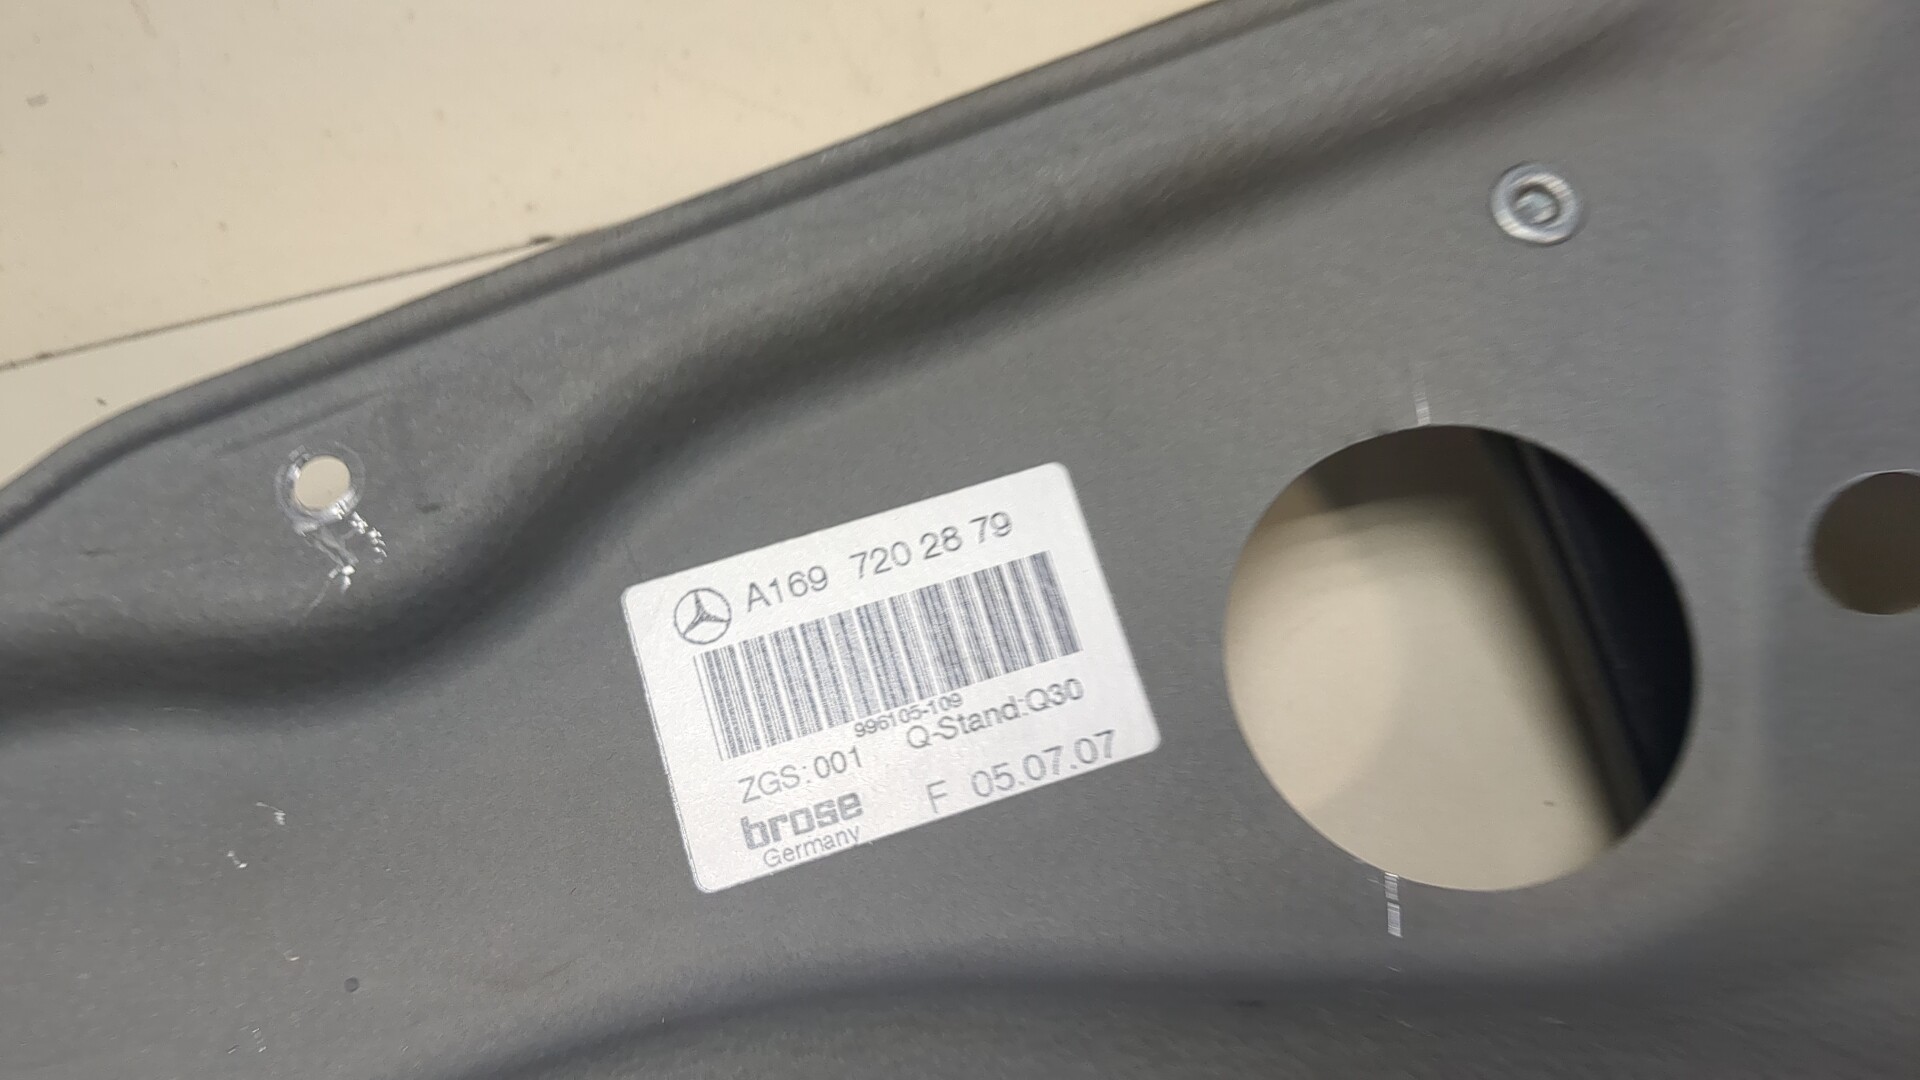 A169 720 28 79
996105-109
ZGS:001 Q-Stand:Q30
brose F 05.07.07
Germany